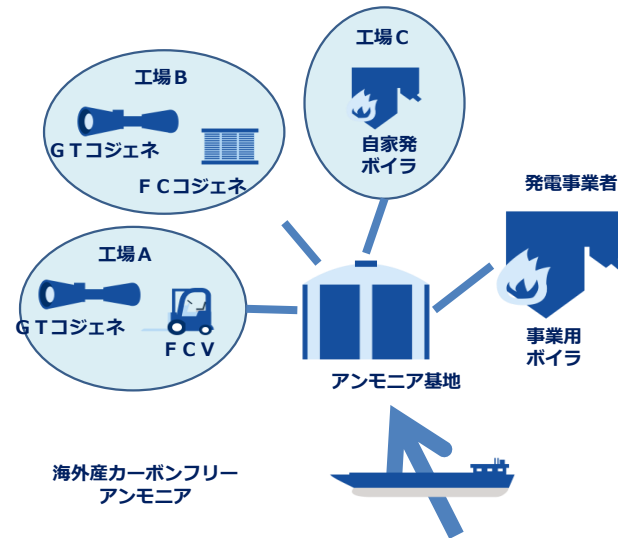 工場C
自家発
ボイラ
工場B
GTコジェネ
FCコジェネ
発電事業者
事業用
ボイラ
工場A
GTコジェネ
FCV
アンモニア基地
海外産カーボンフリー
アンモニア